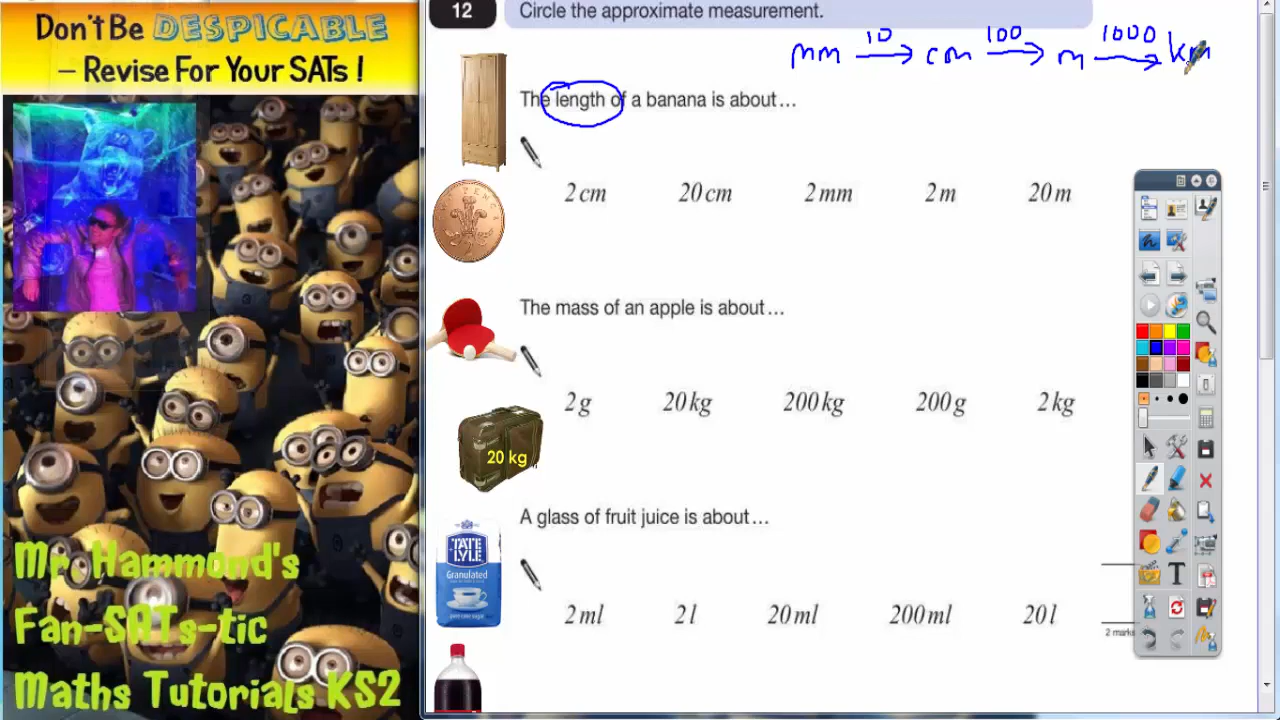 Don't Be DESPICABLE
– Revise For Your SATs !
Mr Hammond's
Fan-SATs-tic
Maths Tutorials KS2
12
Circle the approximate measurement.
mm 10 cm 100 m 1000 km
The length of a banana is about…
2 cm 20 cm 2 mm 2 m 20 m
The mass of an apple is about…
2 g 20 kg 200 kg 200 g 2 kg
20 kg
A glass of fruit juice is about…
TATE
LYLE
Granulated
2 ml 2 l 20 ml 200 ml 20 l
2 marks
T